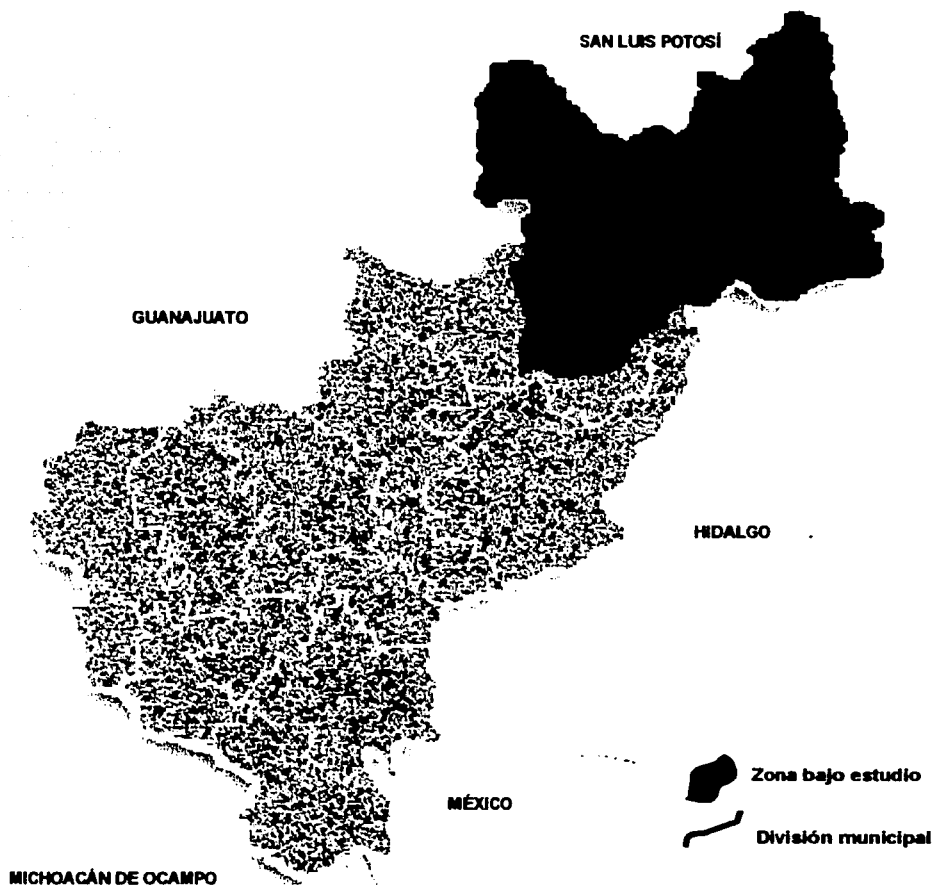 SAN LUIS POTOSÍ
GUANAJUATO
HIDALGO
Zona bajo estudio
MÉXICO
División municipal
MICHOACÁN DE OCAMPO